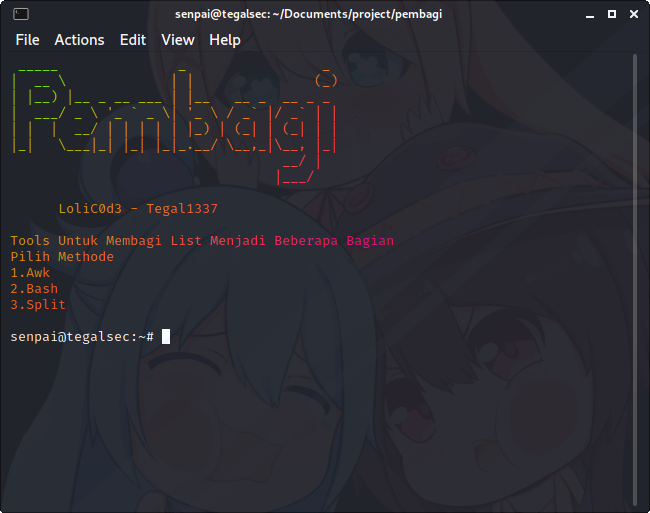 senpai@tegalsec:~/Documents/project/pembagi
File Actions Edit View Help
Pembagi
LoliC0d3 - Tegal1337
Tools Untuk Membagi List Menjadi Beberapa Bagian
Pilih Methode
1.Awk
2.Bash
3.Split
senpai@tegalsec:~#